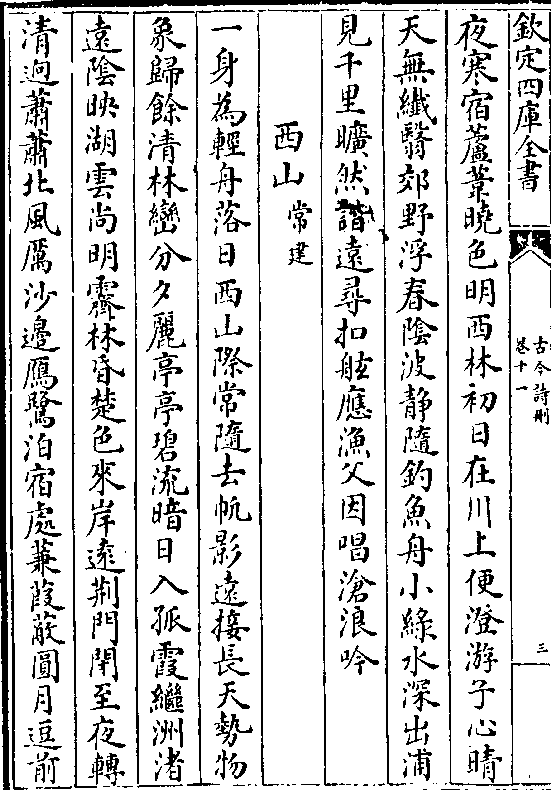 欽定四庫全書
古今詩刪
卷十一
三
夜寒宿蘆葦曉色明西林初日在川上便澄游子心晴
天無纖翳郊野浮春陰波静隨釣魚舟小綠水深出浦
見千里曠然諧遠尋扣舷應漁父因唱滄浪吟
西山 常建
一身為輕舟落日西山際常隨去帆影遠接長天勢物
象歸餘清林巒分夕麗亭亭碧流暗日入孤霞繼洲渚
遠陰映湖雲尚明霽林昏楚色來岸遠荆門閉至夜轉
清逈蕭蕭北風厲沙邊鴈鷺泊宿處蒹葭蔽圓月逗前